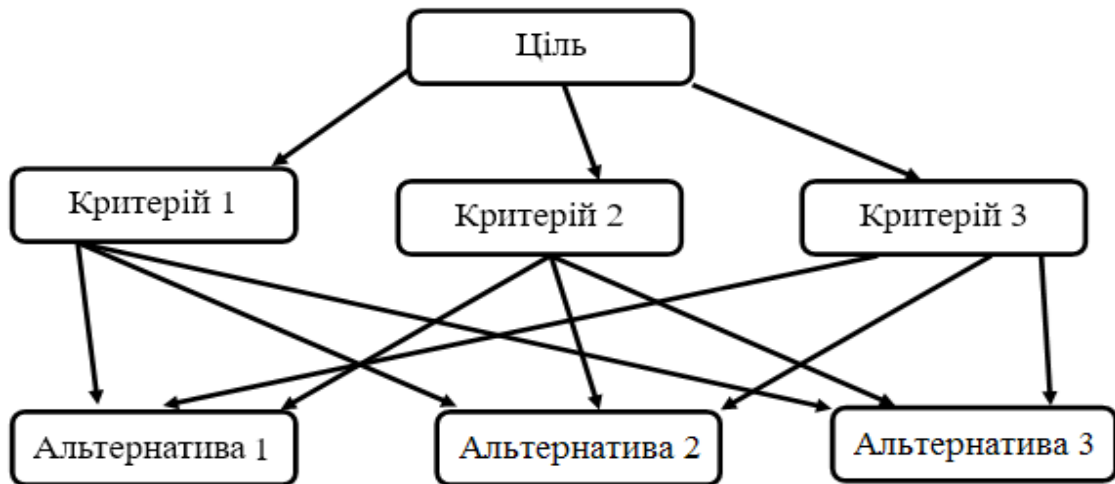 Ціль
Критерій 1
Критерій 2
Критерій 3
Альтернатива 1
Альтернатива 2
Альтернатива 3